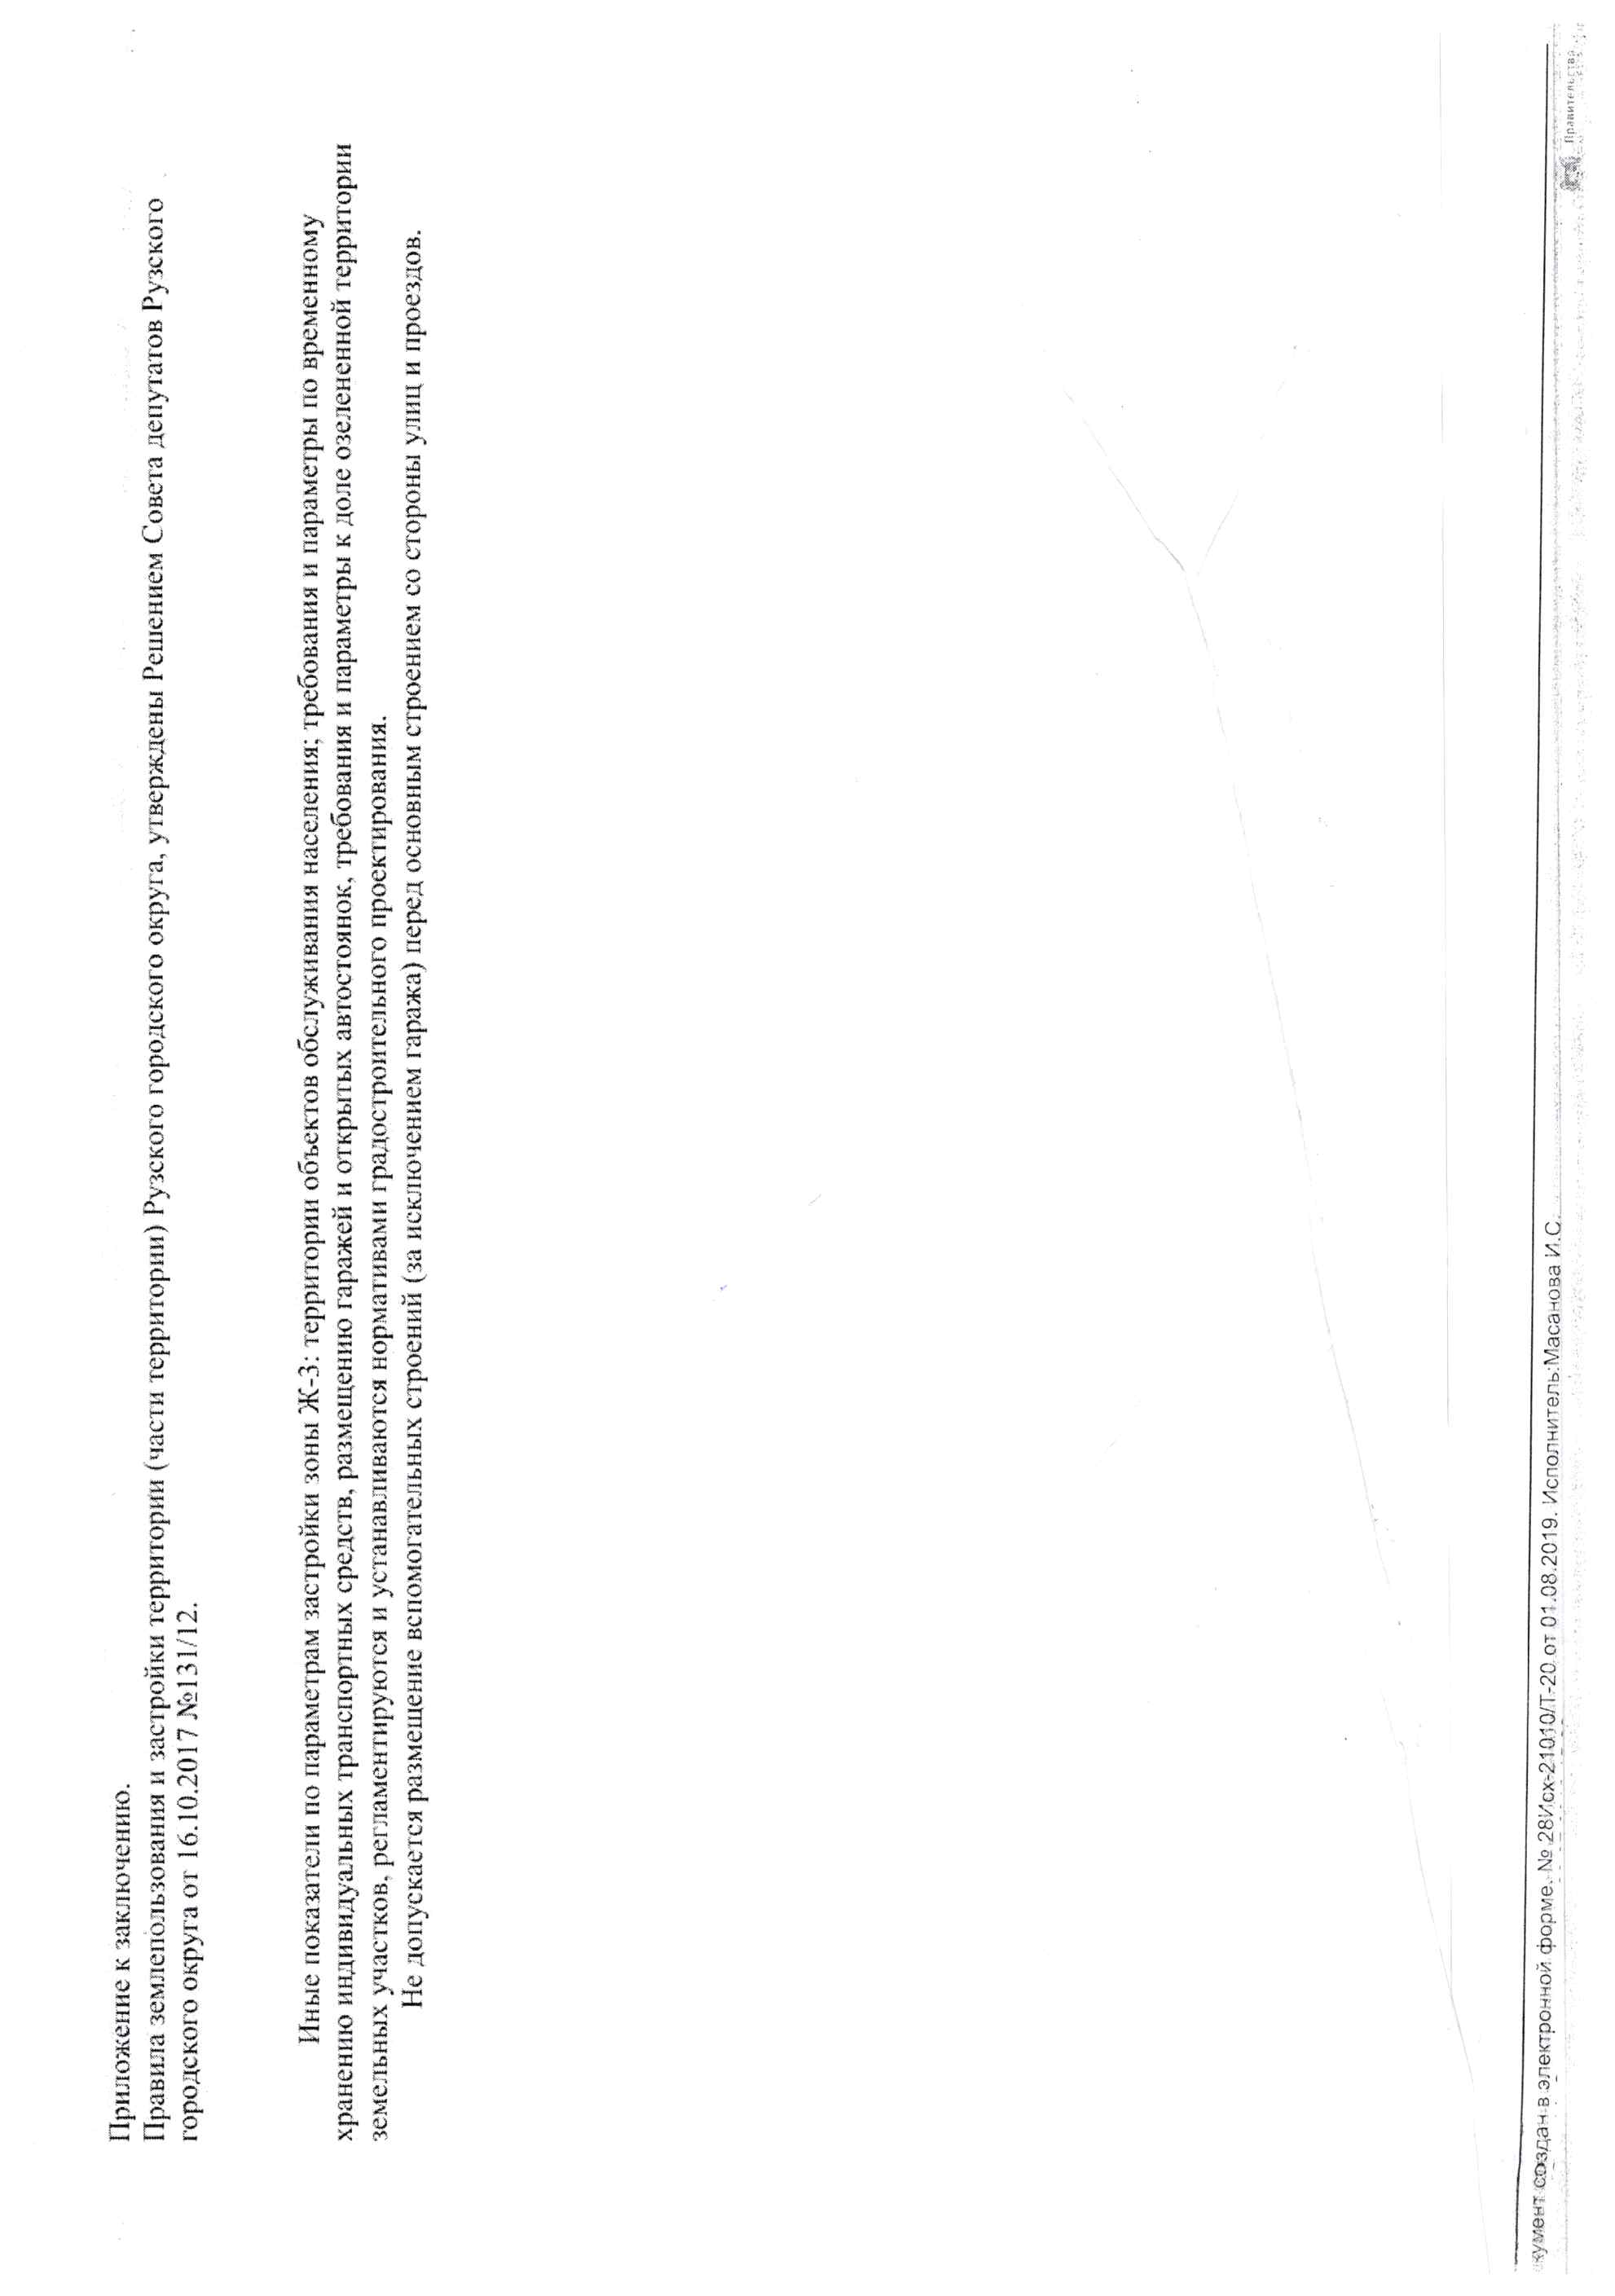 Приложение к заключению.
Правила землепользования и застройки территории (части территории) Рузского городского округа, утверждены Решением Совета депутатов Рузского
городского округа от 16.10.2017 №131/12.
Иные показатели по параметрам застройки зоны Ж-3: территории объектов обслуживания населения; требования и параметры по временному
хранению индивидуальных транспортных средств, размещению гаражей и открытых автостоянок, требования и параметры к доле озелененной территории
земельных участков, регламентируются и устанавливаются нормативами градостроительного проектирования.
Не допускается размещение вспомогательных строений (за исключением гаража) перед основным строением со стороны улиц и проездов.
кумент создан в электронной форме. № 28Исх-21010/Т-20 от 01.08.2019. Исполнитель:Масанова И.С.
Правительства